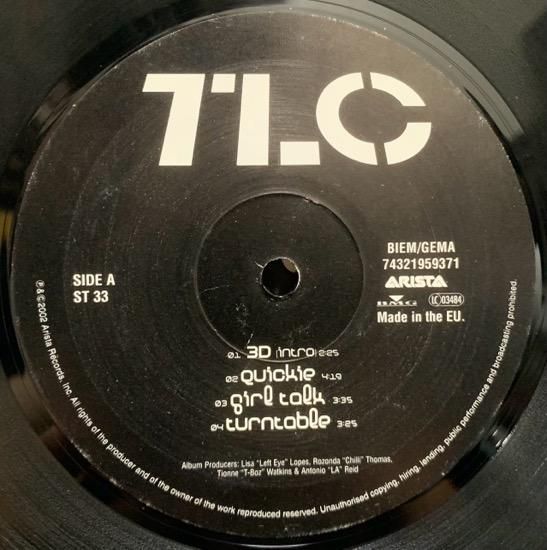 TLC
BIEM/GEMA
74321959371
ARISTA
BMG LC 03484
Made in the EU.
SIDE A
ST 33
01 3D (intro) 2:25
02 quickie 4:19
03 girl talk 3:35
04 turntable 3:25
Album Producers: Lisa "Left Eye" Lopes, Rozonda "Chilli" Thomas,
Tionne "T-Boz" Watkins & Antonio "LA" Reid
℗ & © 2002 Arista Records, Inc. All rights of the producer and of the owner of the work reproduced reserved. Unauthorised copying, hiring, lending, public performance and broadcasting prohibited.